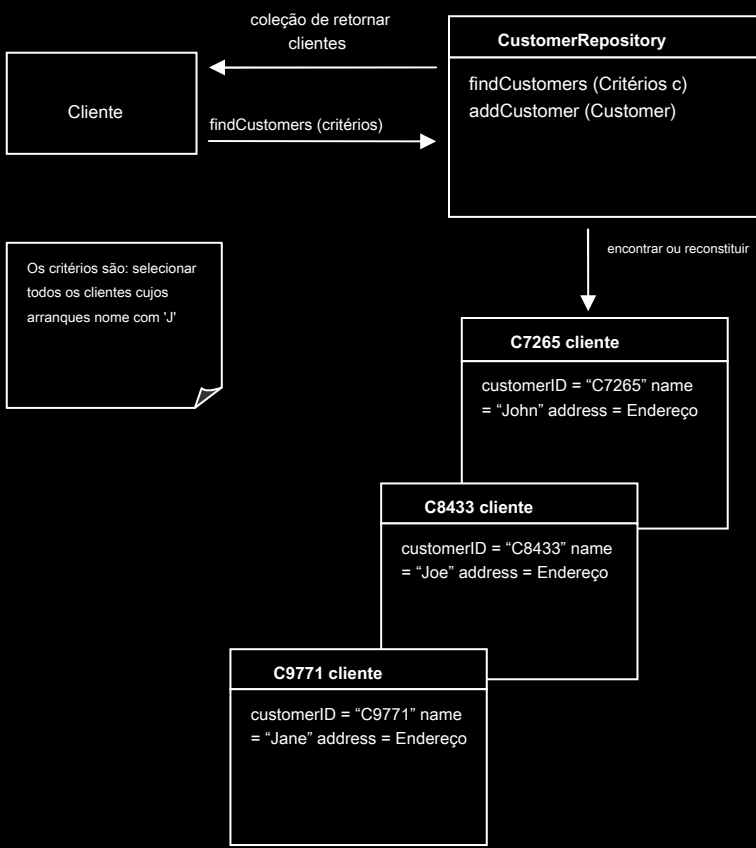 coleção de retornar
clientes
CustomerRepository
Cliente
findCustomers (Critérios c)
addCustomer (Customer)
findCustomers (critérios)
encontrar ou reconstituir
Os critérios são: selecionar
todos os clientes cujos
arranques nome com 'J'
C7265 cliente
customerID = “C7265” name
= “John” address = Endereço
C8433 cliente
customerID = “C8433” name
= “Joe” address = Endereço
C9771 cliente
customerID = “C9771” name
= “Jane” address = Endereço